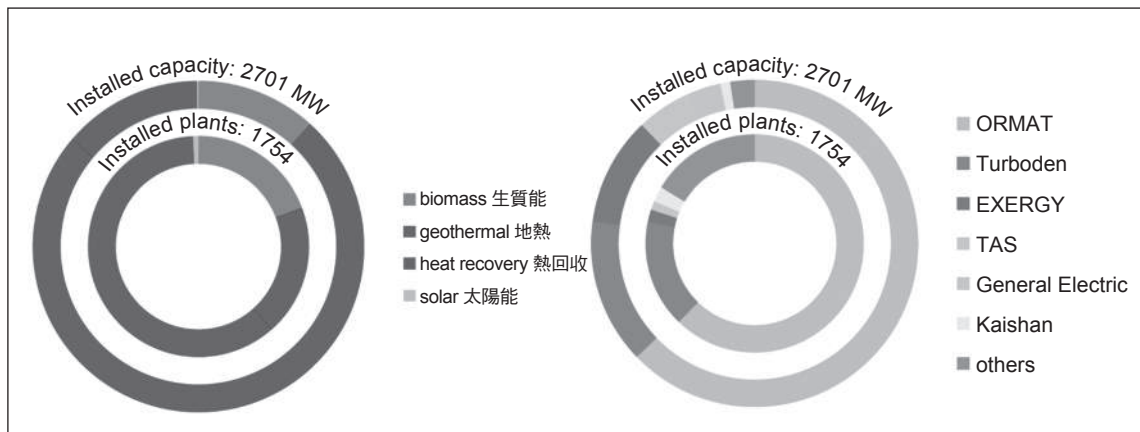 Installed capacity: 2701 MW
Installed plants: 1754
biomass 生質能
geothermal 地熱
heat recovery 熱回收
solar 太陽能
Installed capacity: 2701 MW
Installed plants: 1754
ORMAT
Turboden
EXERGY
TAS
General Electric
Kaishan
others